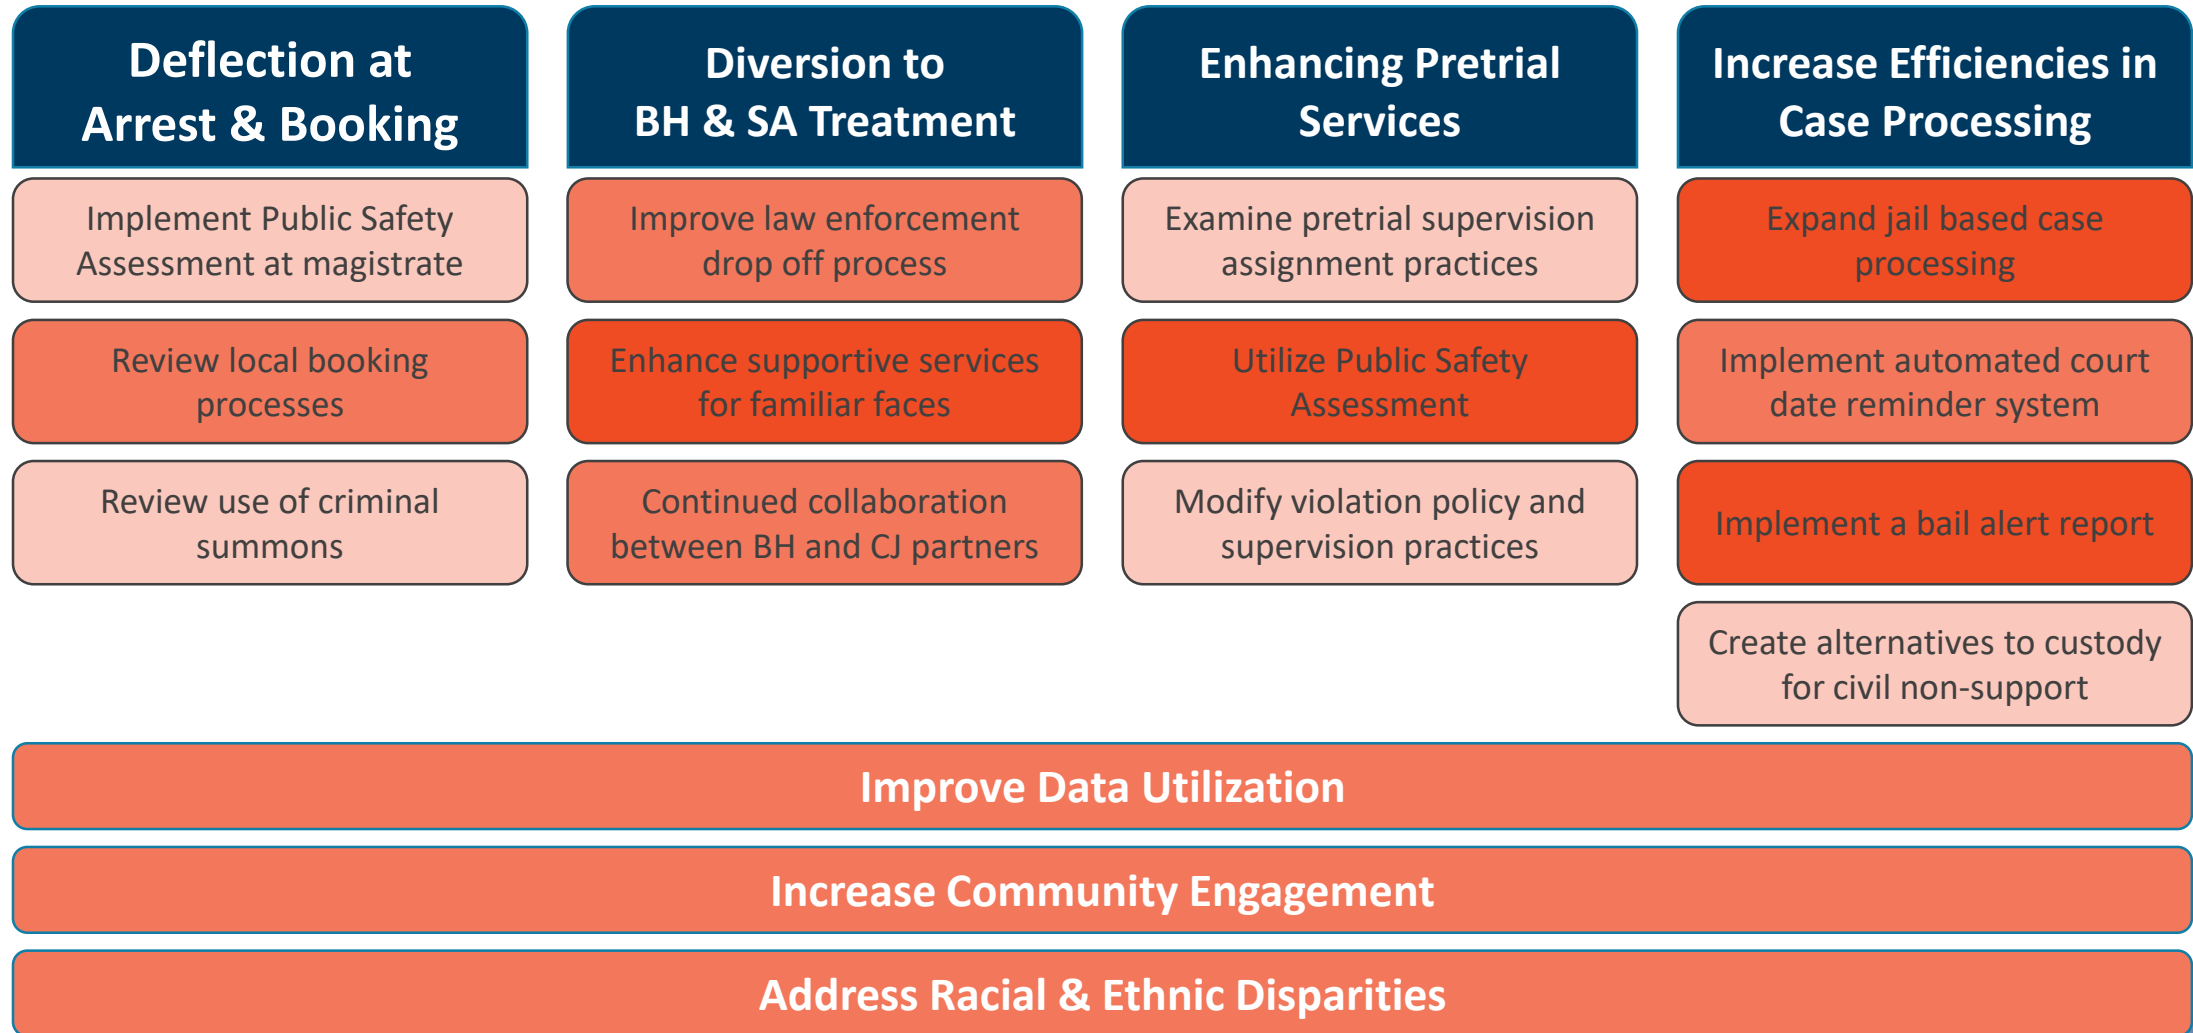 Deflection at
Arrest & Booking
Implement Public Safety
Assessment at magistrate
Review local booking
processes
Review use of criminal
summons
Diversion to
BH & SA Treatment
Improve law enforcement
drop off process
Enhance supportive services
for familiar faces
Continued collaboration
between BH and CJ partners
Enhancing Pretrial
Services
Examine pretrial supervision
assignment practices
Utilize Public Safety
Assessment
Modify violation policy and
supervision practices
Increase Efficiencies in
Case Processing
Expand jail based case
processing
Implement automated court
date reminder system
Implement a bail alert report
Create alternatives to custody
for civil non-support
Improve Data Utilization
Increase Community Engagement
Address Racial & Ethnic Disparities